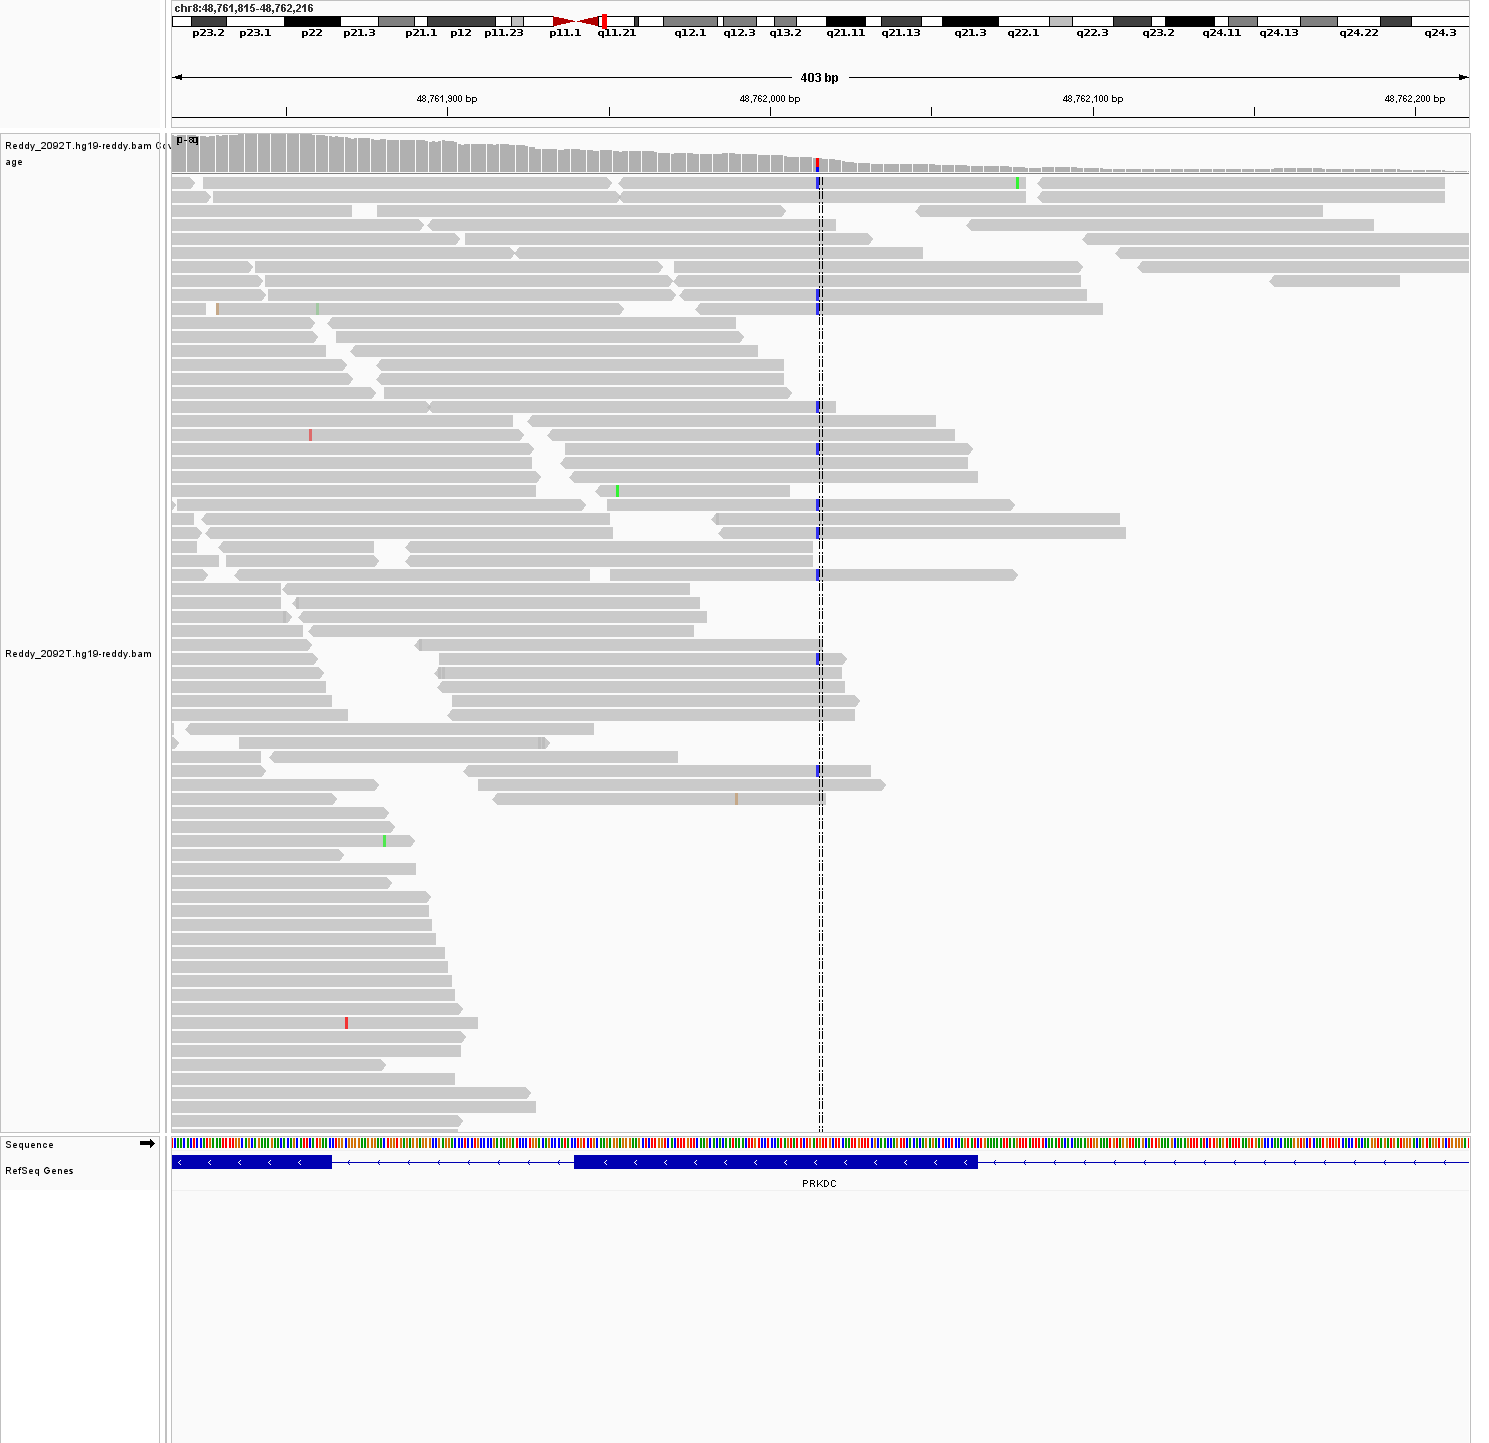 chr8:48,761,815-48,762,216
p23.2 p23.1 p22 p21.3 p21.1 p12 p11.23 p11.1 q11.21 q12.1 q12.3 q13.2 q21.11 q21.13 q21.3 q22.1 q22.3 q23.2 q24.11 q24.13 q24.22 q24.3
403 bp
48,761,900 bp 48,762,000 bp 48,762,100 bp 48,762,200 bp
Reddy_2092T.hg19-reddy.bam Cov
age
Reddy_2092T.hg19-reddy.bam
Sequence
RefSeq Genes
PRKDC